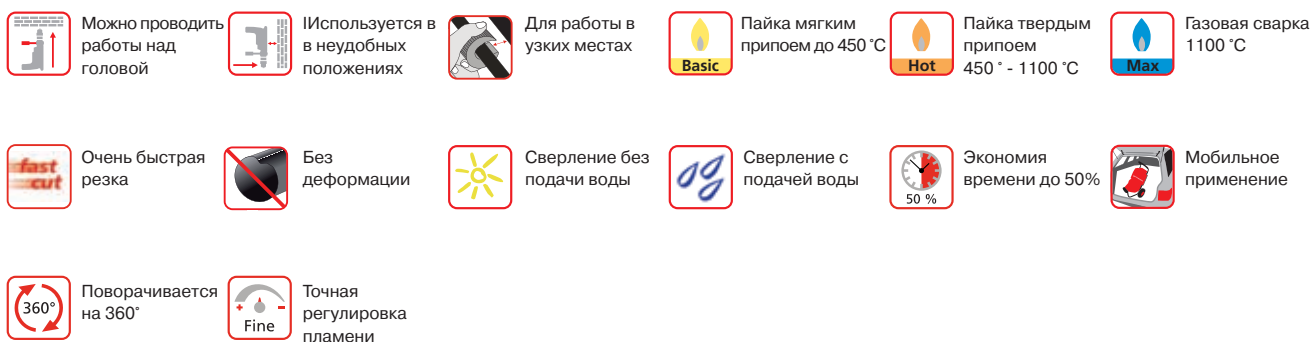 Можно проводить
работы над
головой
IИспользуется в
в неудобных
положениях
Для работы в
узких местах
Basic
Пайка мягким
припоем до 450 ˚C
Hot
Пайка твердым
припоем
450 ˚ - 1100 ˚C
Max
Газовая сварка
1100 ˚C
fast
cut
Очень быстрая
резка
Без
деформации
Сверление без
подачи воды
Сверление с
подачей воды
50 %
Экономия
времени до 50%
Мобильное
применение
360°
Поворачивается
на 360˚
+ -
Fine
Точная
регулировка
пламени